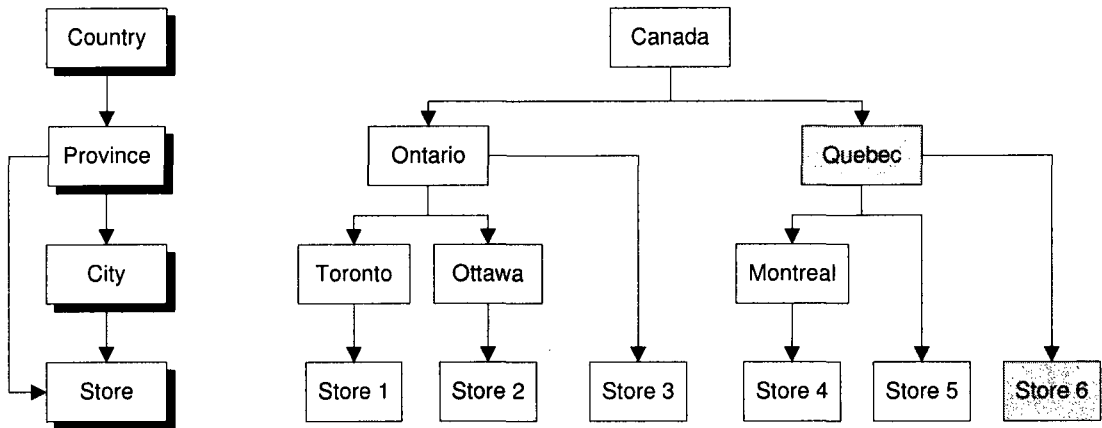 Country
Canada
Province
Ontario
Quebec
City
Toronto
Ottawa
Montreal
Store
Store 1
Store 2
Store 3
Store 4
Store 5
Store 6